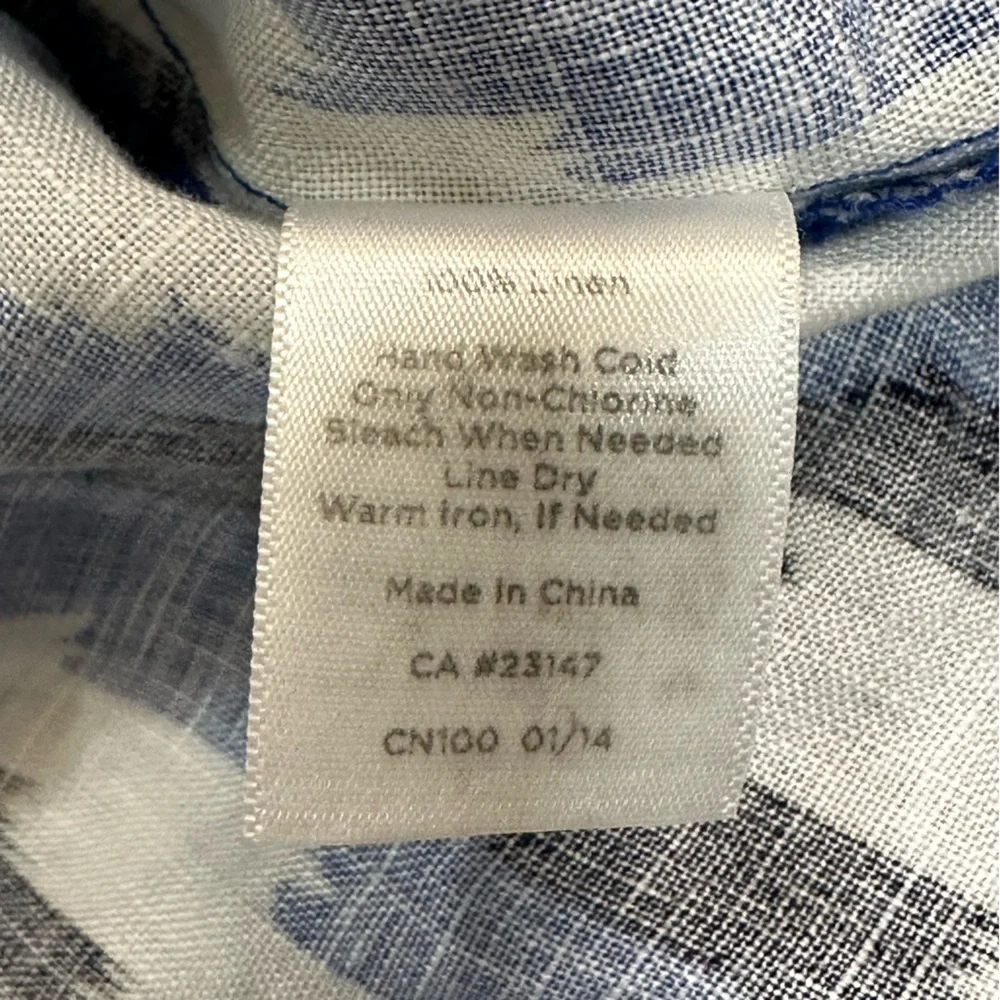 100% Linen
Hand Wash Cold
Only Non-Chlorine
Bleach When Needed
Line Dry
Warm Iron, If Needed
Made In China
CA #23147
CN100 01/14